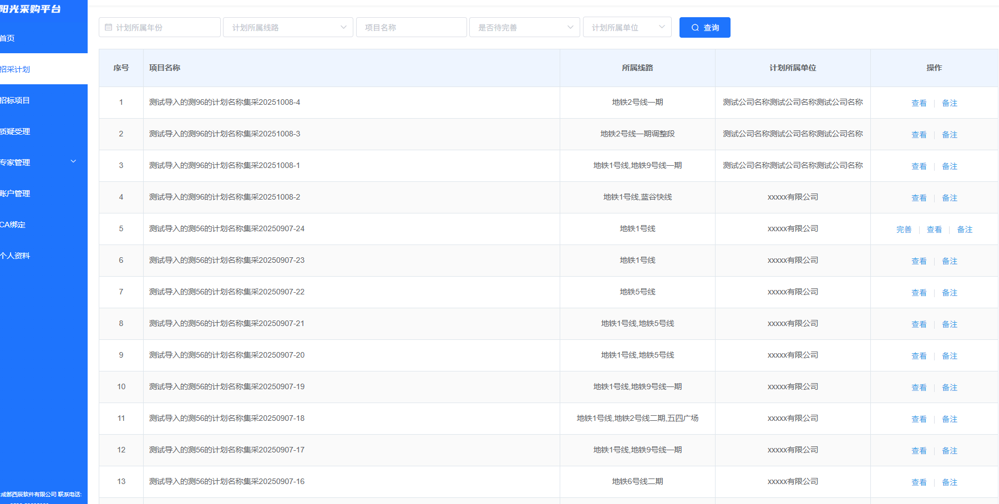 阳光采购平台
首页
招采计划
招标项目
质疑受理
专家管理
账户管理
CA绑定
个人资料
成都西辰软件有限公司 联系电话:
计划所属年份 计划所属线路 项目名称 是否待完善 计划所属单位 查询
序号 项目名称 所属线路 计划所属单位 操作
1 测试导入的测96的计划名称集采20251008-4 地铁2号线一期 测试公司名称测试公司名称测试公司名称 查看 备注
2 测试导入的测96的计划名称集采20251008-3 地铁2号线一期调整段 测试公司名称测试公司名称测试公司名称 查看 备注
3 测试导入的测96的计划名称集采20251008-1 地铁1号线,地铁9号线一期 测试公司名称测试公司名称测试公司名称 查看 备注
4 测试导入的测96的计划名称集采20251008-2 地铁1号线,蓝谷快线 xxxxx有限公司 查看 备注
5 测试导入的测56的计划名称集采20250907-24 地铁1号线 xxxxx有限公司 完善 查看 备注
6 测试导入的测56的计划名称集采20250907-23 地铁1号线 xxxxx有限公司 查看 备注
7 测试导入的测56的计划名称集采20250907-22 地铁5号线 xxxxx有限公司 查看 备注
8 测试导入的测56的计划名称集采20250907-21 地铁1号线,地铁5号线 xxxxx有限公司 查看 备注
9 测试导入的测56的计划名称集采20250907-20 地铁1号线,地铁5号线 xxxxx有限公司 查看 备注
10 测试导入的测56的计划名称集采20250907-19 地铁1号线,地铁9号线一期 xxxxx有限公司 查看 备注
11 测试导入的测56的计划名称集采20250907-18 地铁1号线,地铁2号线二期,五四广场 xxxxx有限公司 查看 备注
12 测试导入的测56的计划名称集采20250907-17 地铁1号线,地铁9号线一期 xxxxx有限公司 查看 备注
13 测试导入的测56的计划名称集采20250907-16 地铁6号线二期 xxxxx有限公司 查看 备注